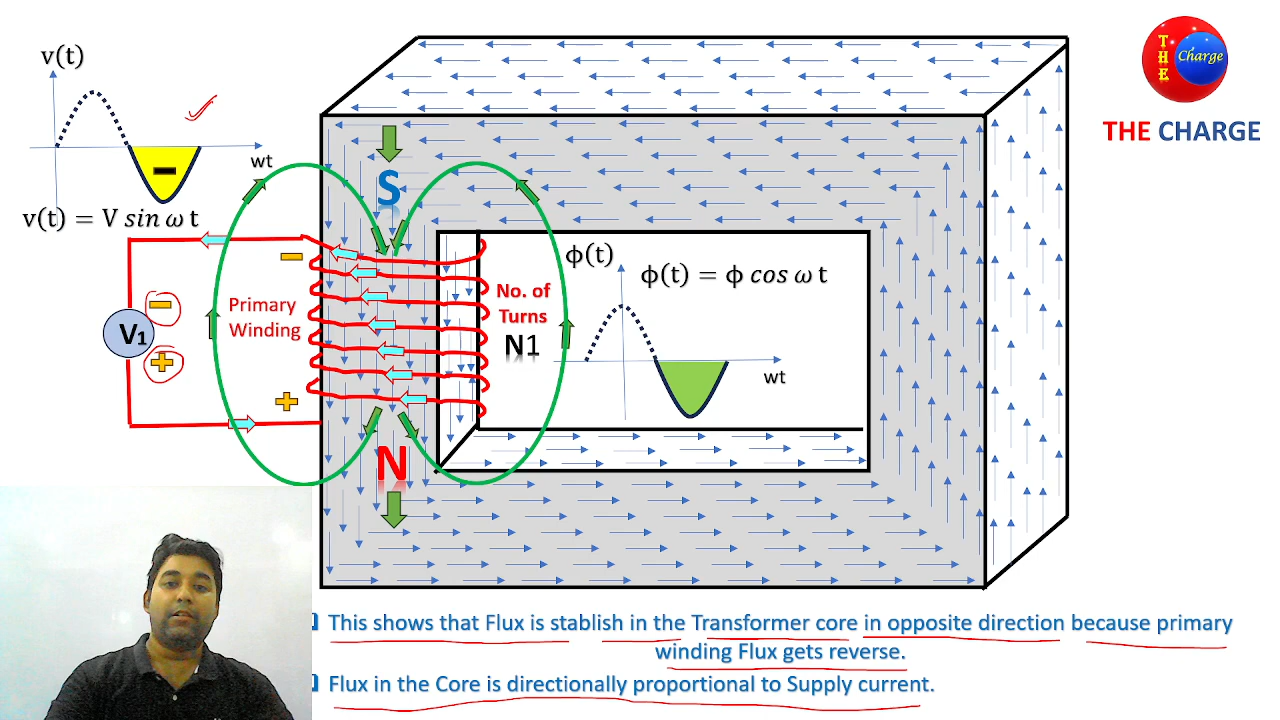 v(t)
wt
v(t) = V sin ω t
THE
Charge
THE CHARGE
S
N
Primary
Winding
V1
−
+
−
+
−
No. of
Turns
N1
ϕ(t)
ϕ(t) = ϕ cos ω t
wt
This shows that Flux is stablish in the Transformer core in opposite direction because primary
winding Flux gets reverse.
Flux in the Core is directionally proportional to Supply current.